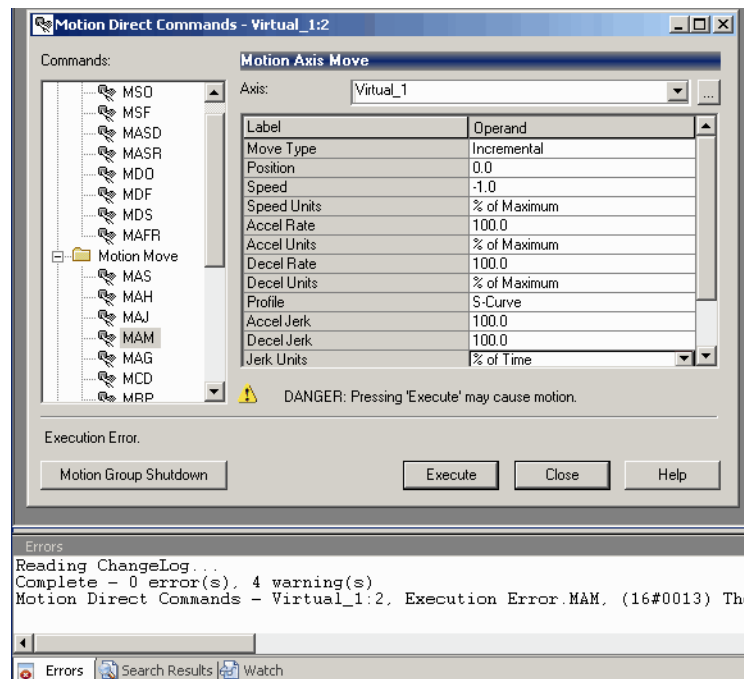 Motion Direct Commands - Virtual_1:2
Commands:
MSO
MSF
MASD
MASR
MDO
MDF
MDS
MAFR
Motion Move
MAS
MAH
MAJ
MAM
MAG
MCD
MRP
Motion Axis Move
Axis: Virtual_1 ...
Label Operand
Move Type Incremental
Position 0.0
Speed -1.0
Speed Units % of Maximum
Accel Rate 100.0
Accel Units % of Maximum
Decel Rate 100.0
Decel Units % of Maximum
Profile S-Curve
Accel Jerk 100.0
Decel Jerk 100.0
Jerk Units % of Time
DANGER: Pressing 'Execute' may cause motion.
Execution Error.
Motion Group Shutdown Execute Close Help
Errors
Reading ChangeLog...
Complete - 0 error(s), 4 warning(s)
Motion Direct Commands - Virtual_1:2, Execution Error.MAM, (16#0013) Th
Errors Search Results Watch